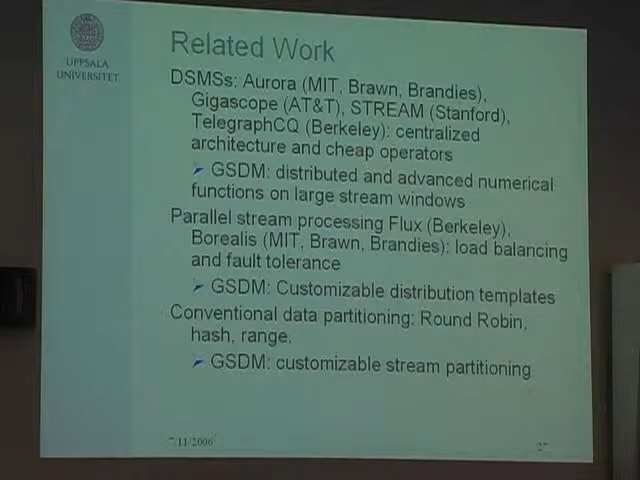 UPPSALA
UNIVERSITET
Related Work
DSMSs: Aurora (MIT, Brawn, Brandies),
Gigascope (AT&T), STREAM (Stanford),
TelegraphCQ (Berkeley): centralized
architecture and cheap operators
GSDM: distributed and advanced numerical
functions on large stream windows
Parallel stream processing Flux (Berkeley),
Borealis (MIT, Brawn, Brandies): load balancing
and fault tolerance
GSDM: Customizable distribution templates
Conventional data partitioning: Round Robin,
hash, range.
GSDM: customizable stream partitioning
7/11/2006
27